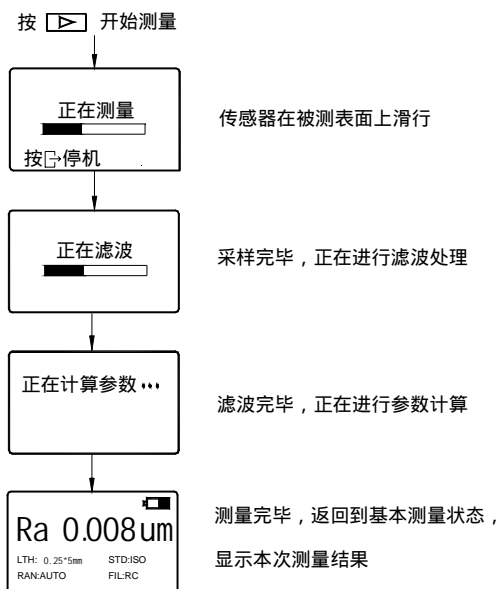 按 开始测量
正在测量
传感器在被测表面上滑行
按停机
正在滤波
采样完毕，正在进行滤波处理
正在计算参数...
滤波完毕，正在进行参数计算
Ra 0.008um
测量完毕，返回到基本测量状态，
显示本次测量结果
LTH: 0.25*5mm STD:ISO
RAN:AUTO FIL:RC